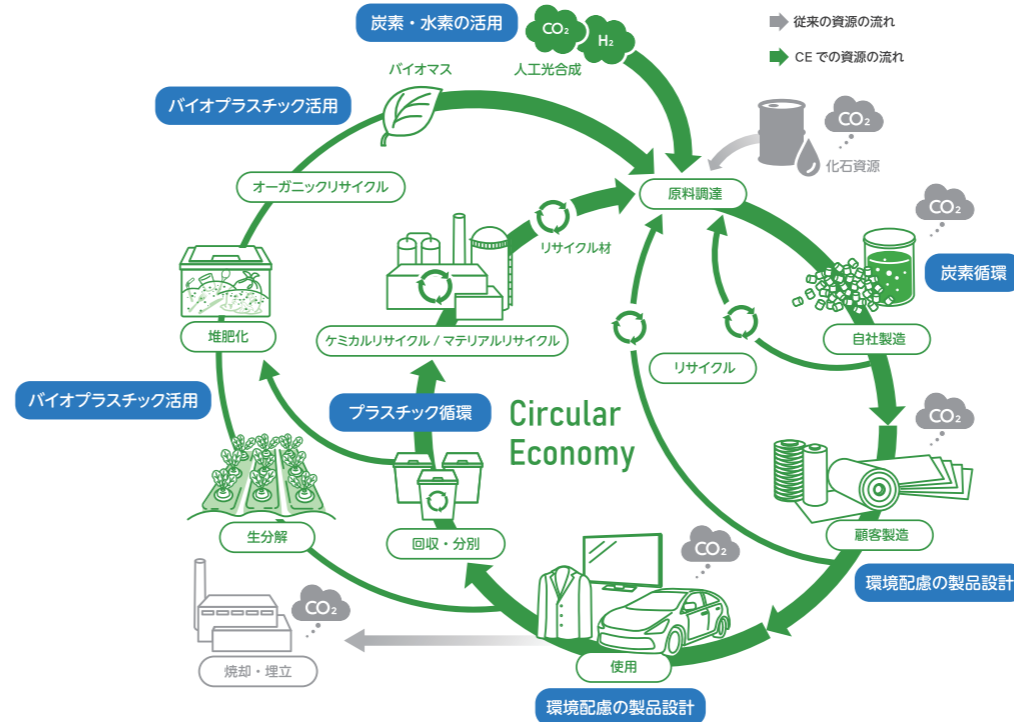 炭素・水素の活用
CO₂
H₂
従来の資源の流れ
CEでの資源の流れ
バイオマス
人工光合成
バイオプラスチック活用
CO₂
化石資源
オーガニックリサイクル
原料調達
CO₂
リサイクル材
炭素循環
堆肥化
ケミカルリサイクル / マテリアルリサイクル
自社製造
リサイクル
バイオプラスチック活用
プラスチック循環
Circular
Economy
CO₂
生分解
回収・分別
顧客製造
CO₂
環境配慮の製品設計
CO₂
焼却・埋立
使用
環境配慮の製品設計